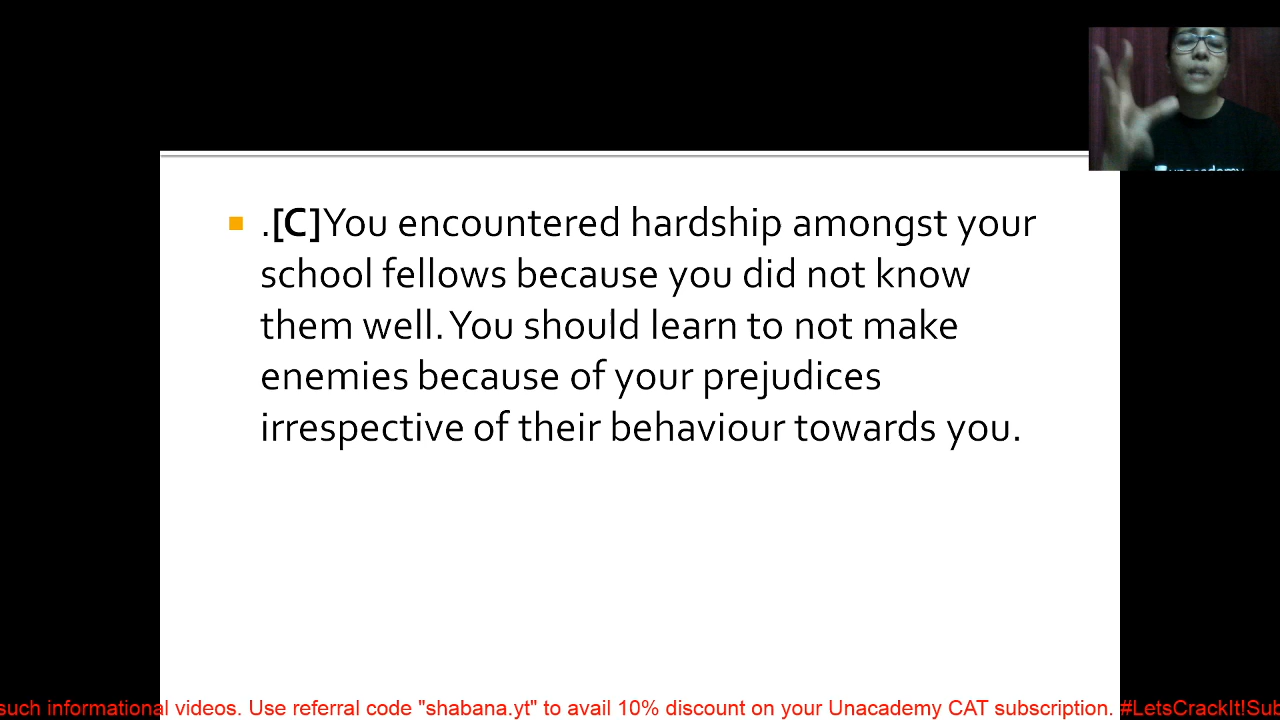 .[C]You encountered hardship amongst your
school fellows because you did not know
them well. You should learn to not make
enemies because of your prejudices
irrespective of their behaviour towards you.
such informational videos. Use referral code "shabana.yt" to avail 10% discount on your Unacademy CAT subscription. #LetsCrackIt!Sub